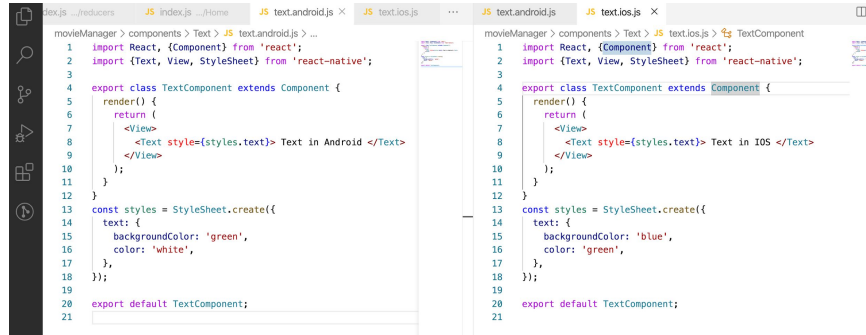 dex.js .../reducers JS index.js .../Home JS text.android.js × JS text.ios.js ...
movieManager > components > Text > JS text.android.js > ...
1 import React, {Component} from 'react';
2 import {Text, View, StyleSheet} from 'react-native';
3
4 export class TextComponent extends Component {
5 render() {
6 return (
7 <View>
8 <Text style={styles.text}> Text in Android </Text>
9 </View>
10 );
11 }
12 }
13 const styles = StyleSheet.create({
14 text: {
15 backgroundColor: 'green',
16 color: 'white',
17 },
18 });
19
20 export default TextComponent;
21
JS text.android.js JS text.ios.js ×
movieManager > components > Text > JS text.ios.js > TextComponent
1 import React, {Component} from 'react';
2 import {Text, View, StyleSheet} from 'react-native';
3
4 export class TextComponent extends Component {
5 render() {
6 return (
7 <View>
8 <Text style={styles.text}> Text in IOS </Text>
9 </View>
10 );
11 }
12 }
13 const styles = StyleSheet.create({
14 text: {
15 backgroundColor: 'blue',
16 color: 'green',
17 },
18 });
19
20 export default TextComponent;
21